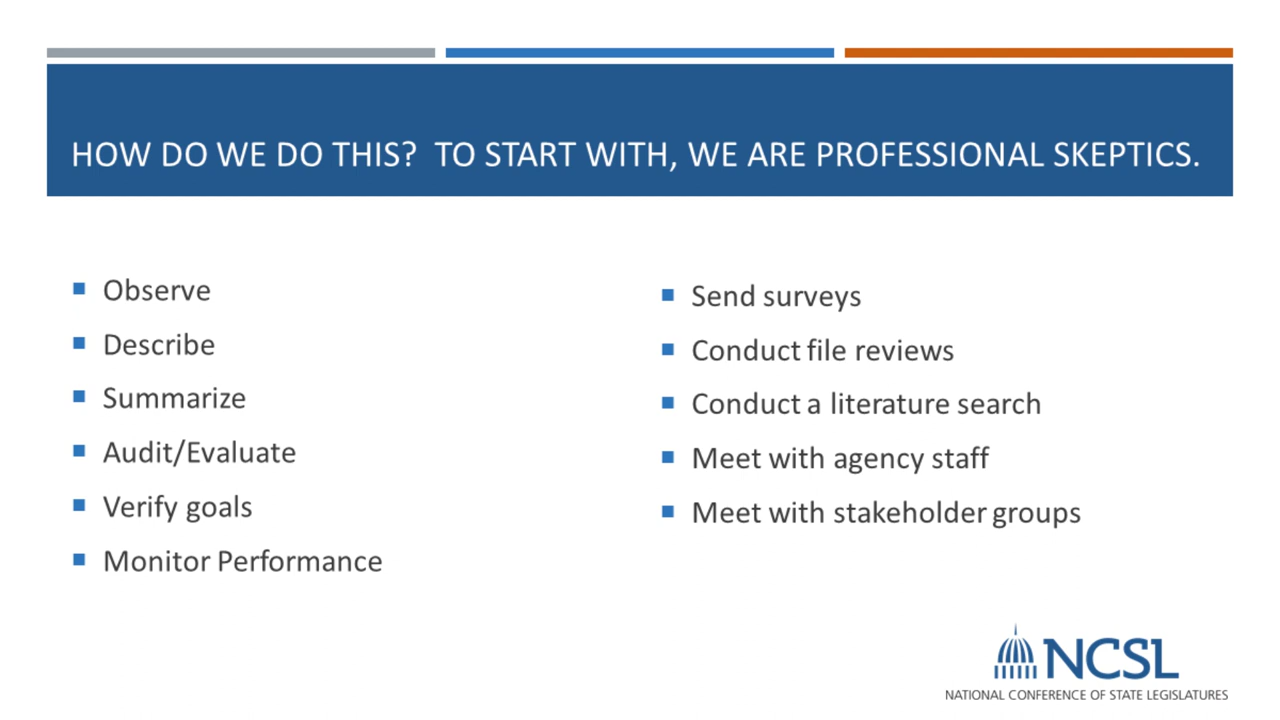 HOW DO WE DO THIS?  TO START WITH, WE ARE PROFESSIONAL SKEPTICS.
Observe
Describe
Summarize
Audit/Evaluate
Verify goals
Monitor Performance
Send surveys
Conduct file reviews
Conduct a literature search
Meet with agency staff
Meet with stakeholder groups
NCSL
NATIONAL CONFERENCE OF STATE LEGISLATURES